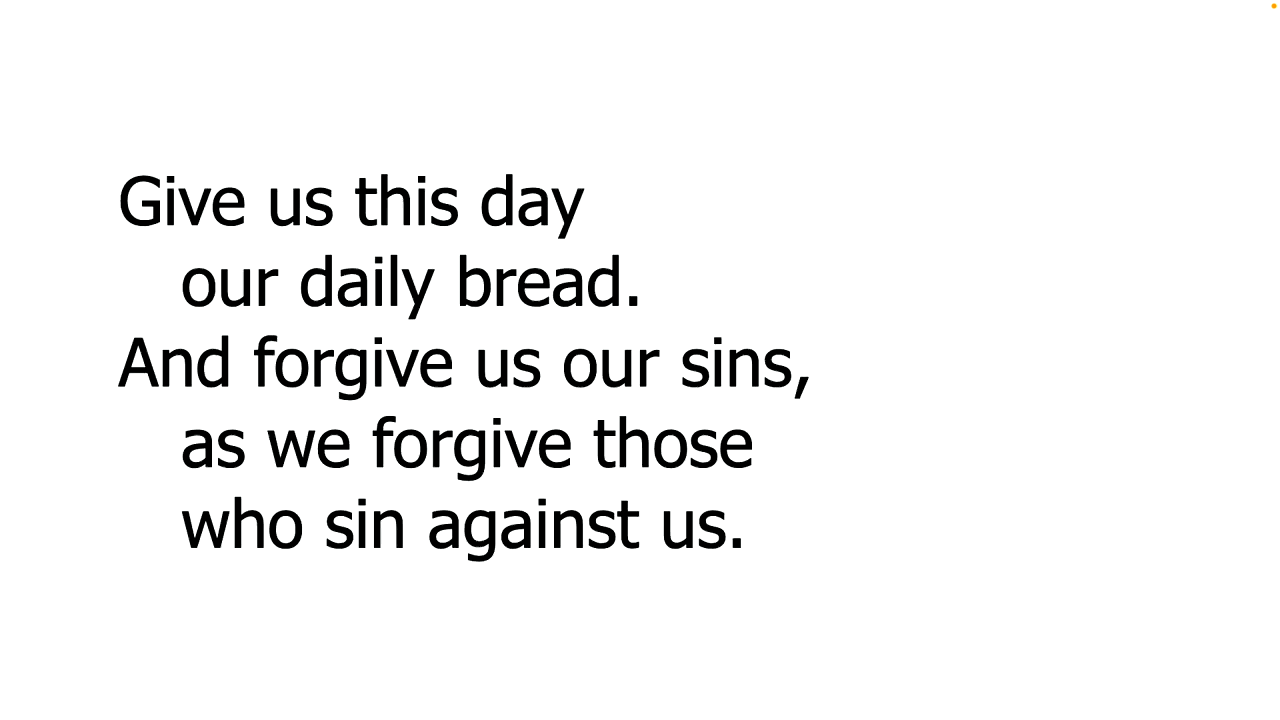 Give us this day
our daily bread.
And forgive us our sins,
as we forgive those
who sin against us.